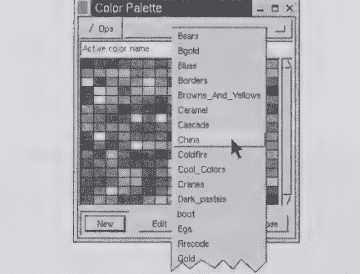 Color Palette
/ Ops
Active color name
Bears
Bgold
Blues
Borders
Browns_And_Yellows
Caramel
Cascade
China
Coldfire
Cool_Colors
Cranes
Dark_pastels
boot
Ega
Firecode
Gold
New
Edit